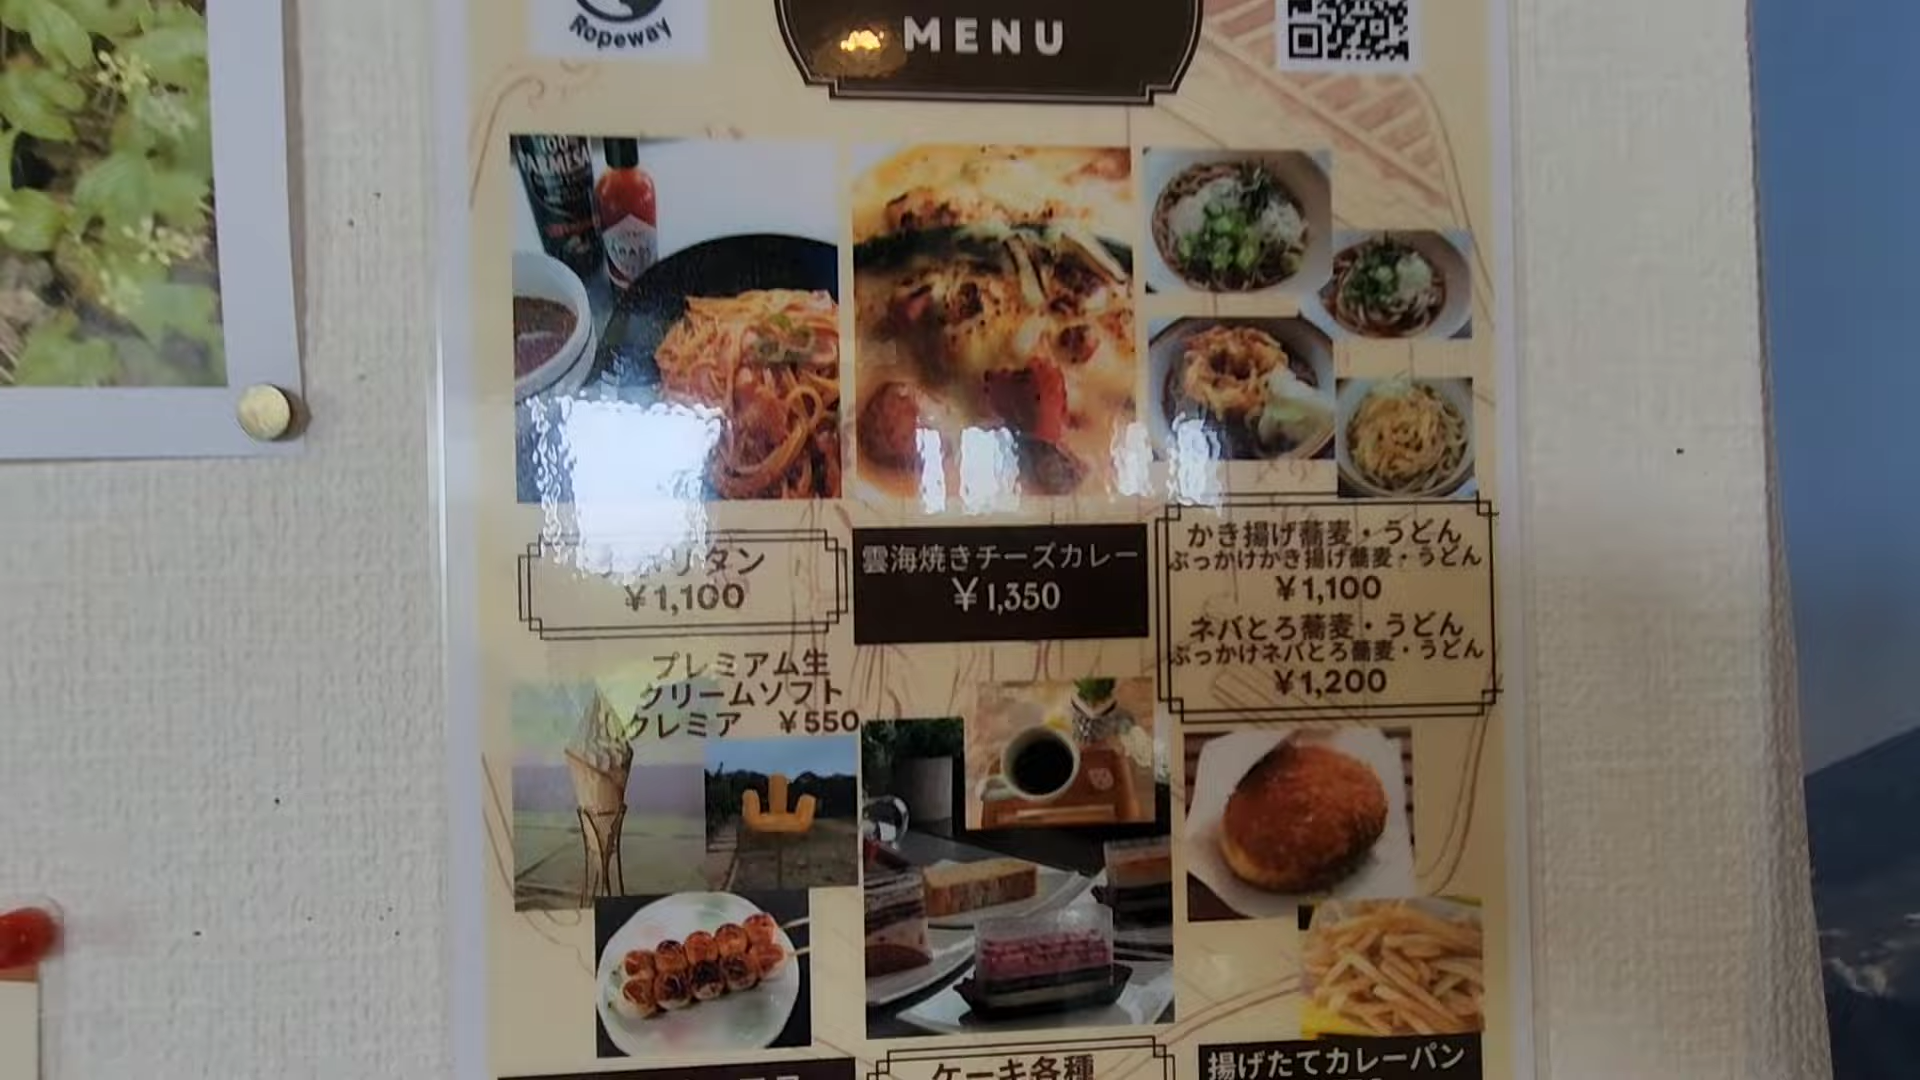 Ropeway
MENU
リタン
¥1,100
雲海焼きチーズカレー
¥1,350
かき揚げ蕎麦・うどん
ぶっかけかき揚げ蕎麦・うどん
¥1,100
ネバとろ蕎麦・うどん
ぶっかけネバとろ蕎麦・うどん
¥1,200
プレミアム生
クリームソフト
クレミア ¥550
ケーキ各種
揚げたてカレーパン